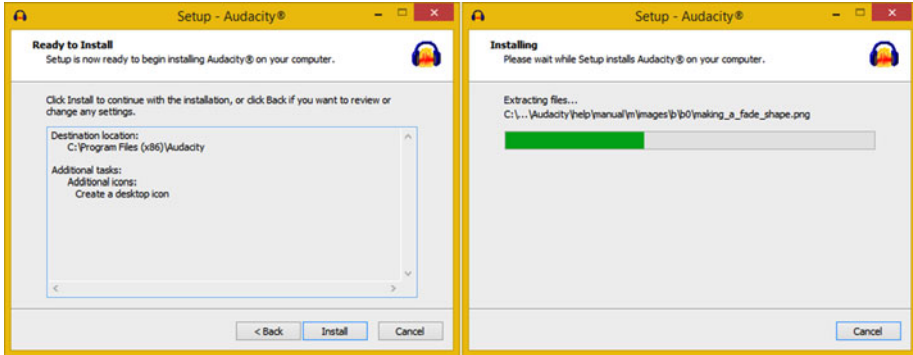 Setup - Audacity®
Ready to Install
Setup is now ready to begin installing Audacity® on your computer.
Click Install to continue with the installation, or click Back if you want to review or
change any settings.
Destination location:
C:\Program Files (x86)\Audacity
Additional tasks:
Additional icons:
Create a desktop icon
< Back
Install
Cancel
Setup - Audacity®
Installing
Please wait while Setup installs Audacity® on your computer.
Extracting files...
C:\...\Audacity\help\manual\m\images\b\b0\making_a_fade_shape.png
Cancel